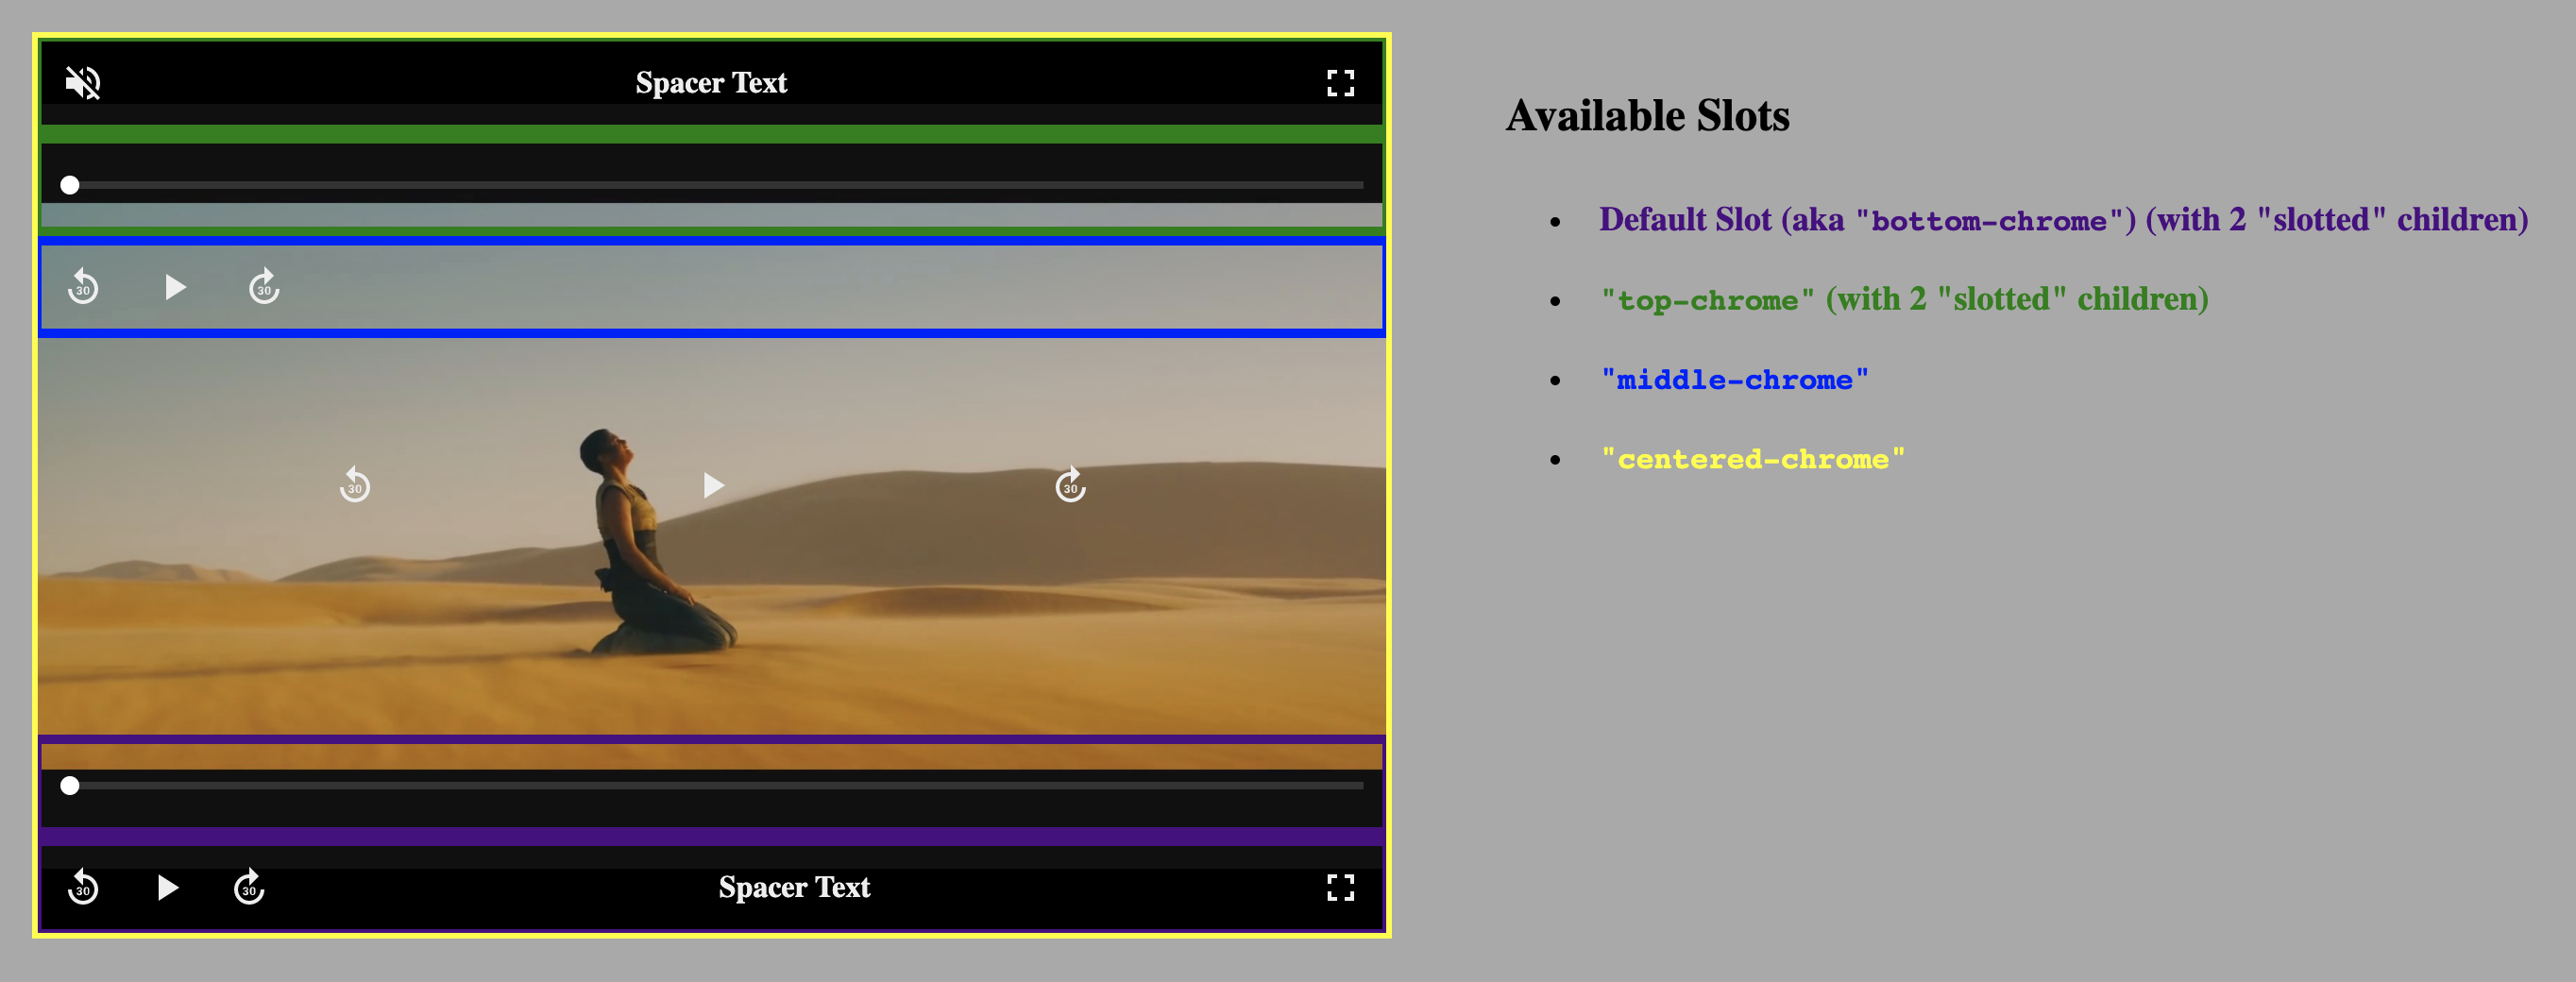 Spacer Text
30 30
30 30
30 30
Spacer Text
Available Slots
Default Slot (aka "bottom-chrome") (with 2 "slotted" children)
"top-chrome" (with 2 "slotted" children)
"middle-chrome"
"centered-chrome"